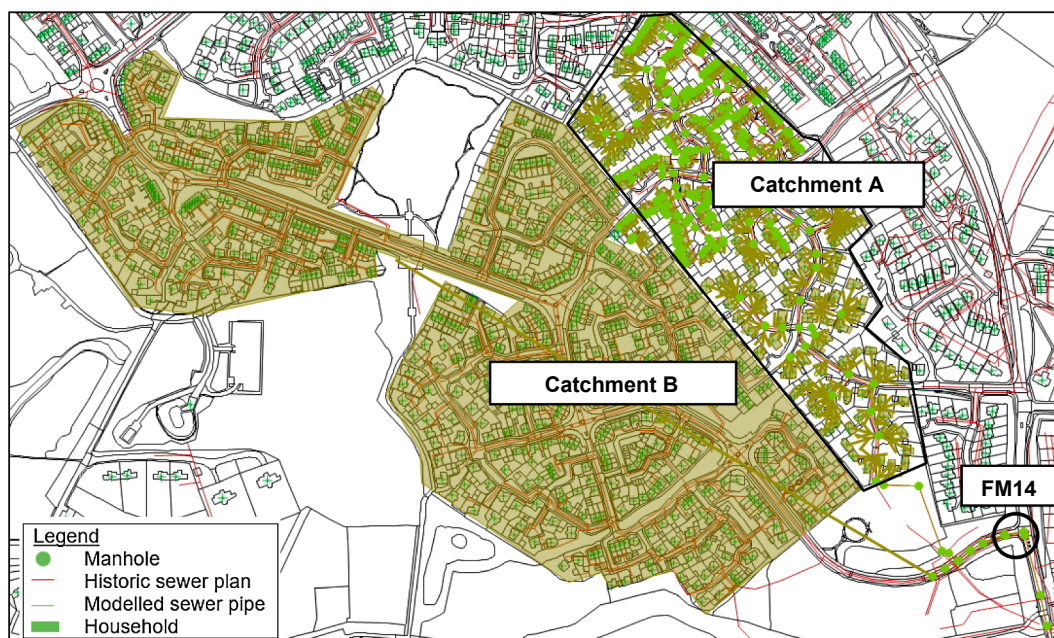 Catchment A
Catchment B
FM14
Legend
Manhole
Historic sewer plan
Modelled sewer pipe
Household